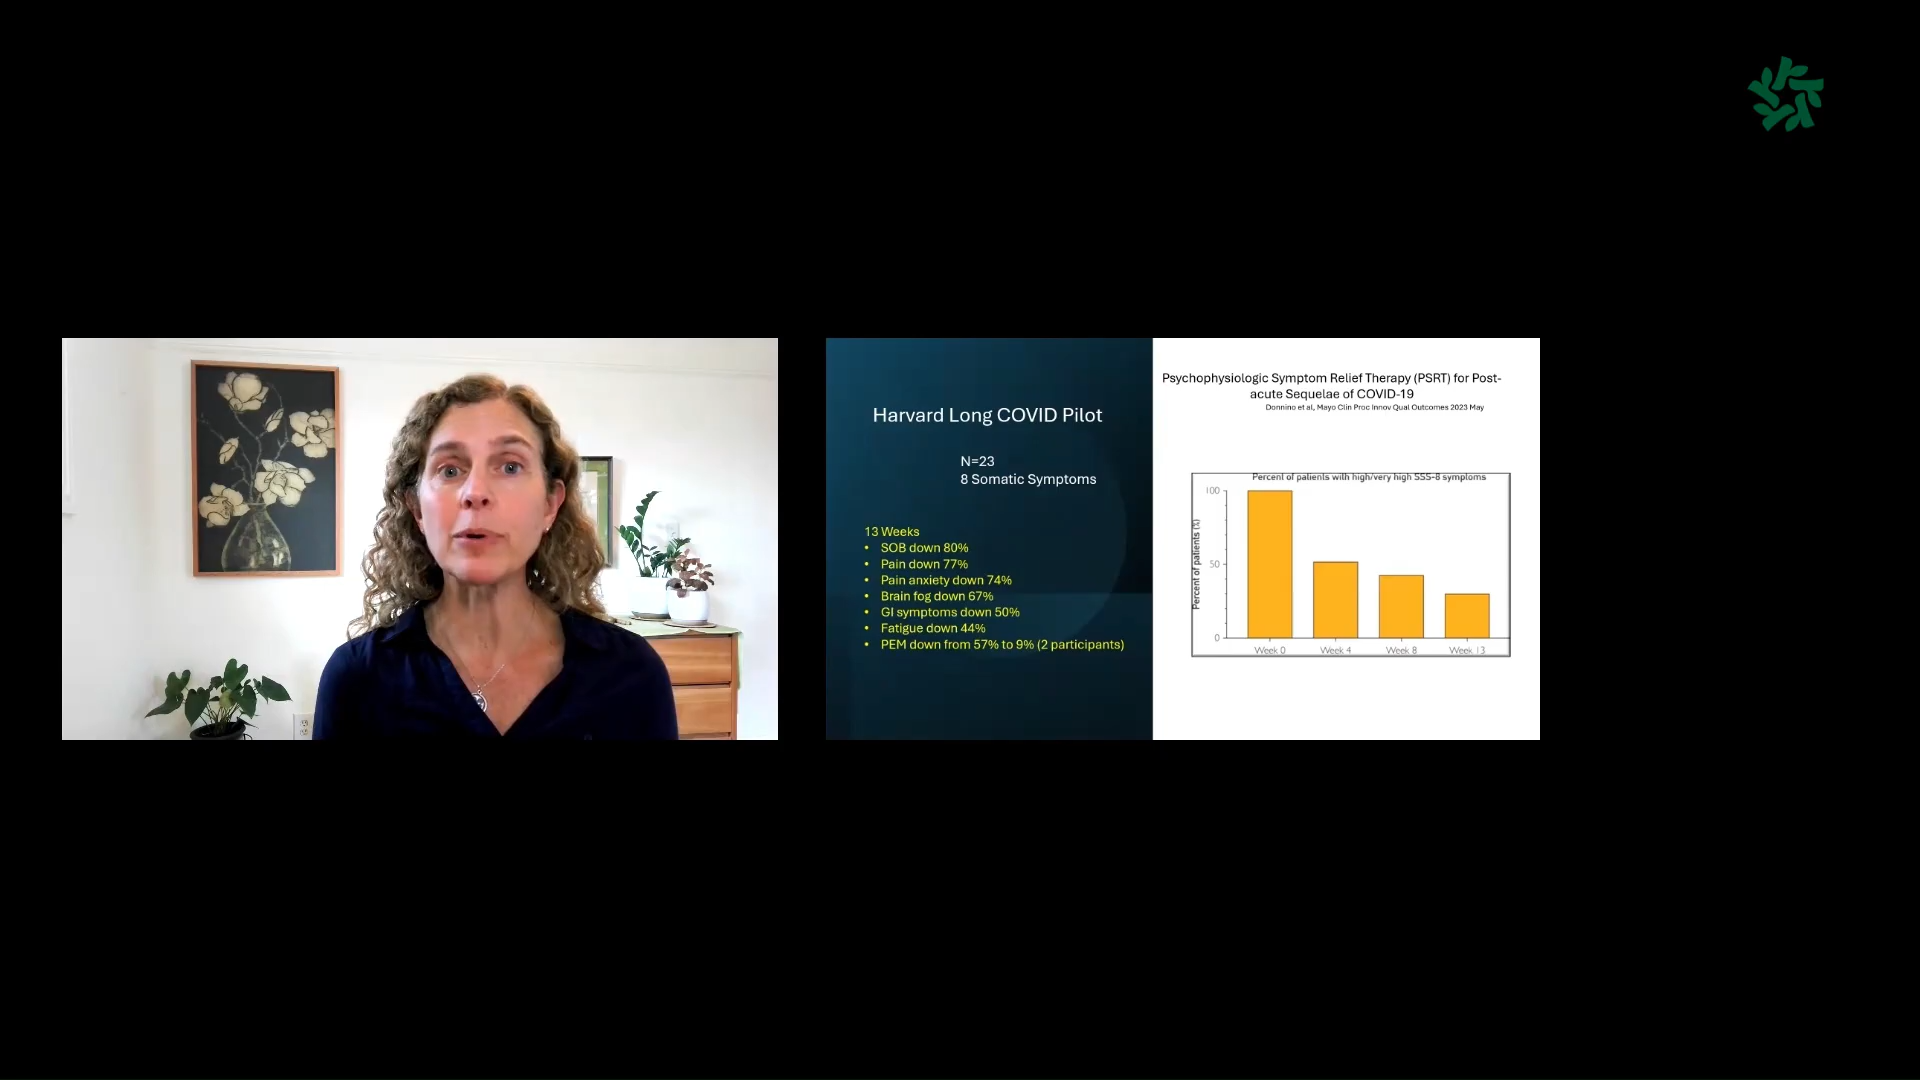 Harvard Long COVID Pilot
N=23
8 Somatic Symptoms
13 Weeks
• SOB down 80%
• Pain down 77%
• Pain anxiety down 74%
• Brain fog down 67%
• GI symptoms down 50%
• Fatigue down 44%
• PEM down from 57% to 9% (2 participants)
Psychophysiologic Symptom Relief Therapy (PSRT) for Post-
acute Sequelae of COVID-19
Donnino et al, Mayo Clin Proc Innov Qual Outcomes 2023 May
Percent of patients with high/very high SSS-8 symptoms
Percent of patients (%)
100
50
0
Week 0 Week 4 Week 8 Week 13